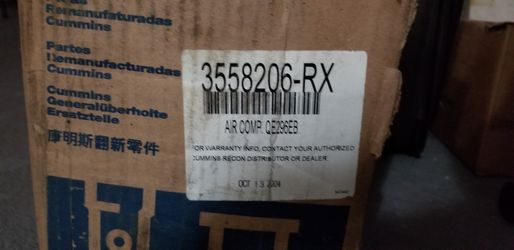 Remanufaturadas
Cummins
Partes
Remanufacturadas
Cummins
Cummins
Generalüberholte
Ersatzteile
康明斯翻新零件
3558206-RX
AIR COMP. QE296EB
FOR WARRANTY INFO, CONTACT YOUR AUTHORIZED
CUMMINS RECON DISTRIBUTOR OR DEALER.
OCT 13 2004